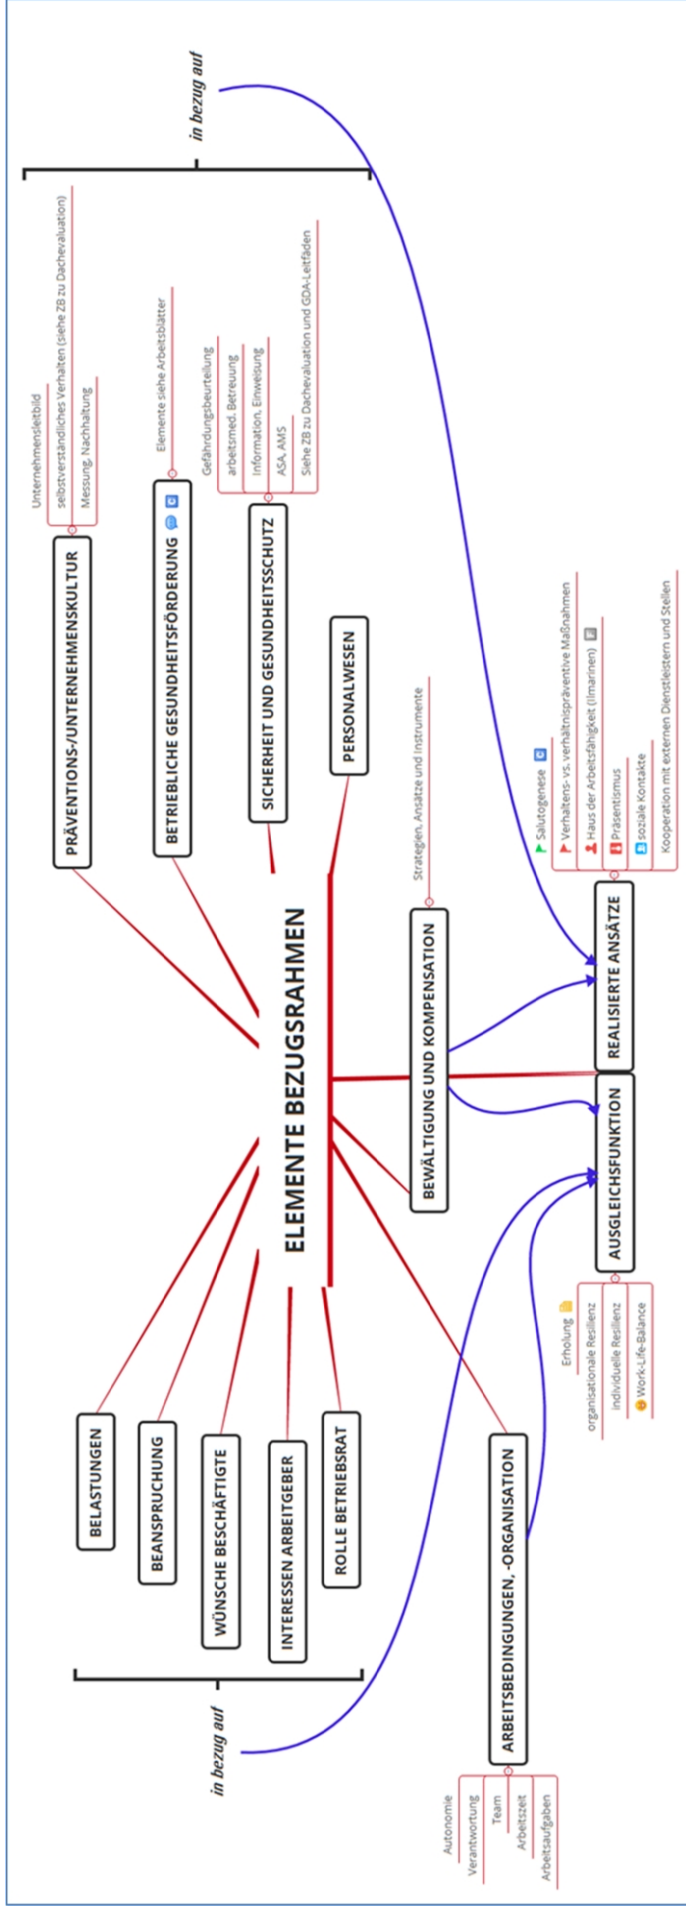 ELEMENTE BEZUGSRAHMEN
PRÄVENTIONS-/UNTERNEHMENSKULTUR
Unternehmensleitbild
selbstverständliches Verhalten (siehe ZB zu Dachevaluation)
Messung, Nachhaltung
BETRIEBLICHE GESUNDHEITSFÖRDERUNG
Elemente siehe Arbeitsblätter
SICHERHEIT UND GESUNDHEITSSCHUTZ
Gefährdungsbeurteilung
arbeitsmed. Betreuung
Information, Einweisung
ASA, AMS
Siehe ZB zu Dachevaluation und GDA-Leitfäden
PERSONALWESEN
in bezug auf
BELASTUNGEN
BEANSPRUCHUNG
WÜNSCHE BESCHÄFTIGTE
INTERESSEN ARBEITGEBER
ROLLE BETRIEBSRAT
in bezug auf
BEWÄLTIGUNG UND KOMPENSATION
Strategien, Ansätze und Instrumente
ARBEITSBEDINGUNGEN, -ORGANISATION
Autonomie
Verantwortung
Team
Arbeitszeit
Arbeitsaufgaben
AUSGLEICHSFUNKTION
Erholung
organisationale Resilienz
individuelle Resilienz
Work-Life-Balance
REALISIERTE ANSÄTZE
Salutogenese
Verhaltens- vs. verhältnispräventive Maßnahmen
Haus der Arbeitsfähigkeit (Ilmarinen)
Präsentismus
soziale Kontakte
Kooperation mit externen Dienstleistern und Stellen